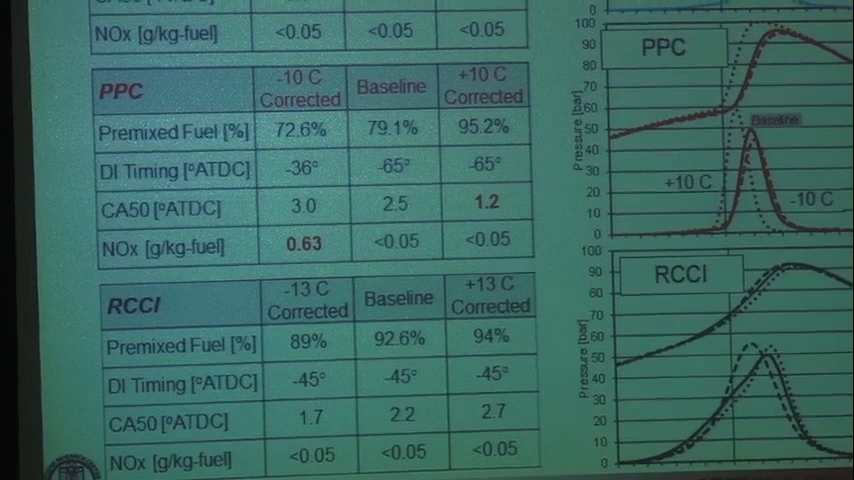 NOx [g/kg-fuel] <0.05 <0.05 <0.05
PPC -10 C Corrected Baseline +10 C Corrected
Premixed Fuel [%] 72.6% 79.1% 95.2%
DI Timing [ºATDC] -36° -65° -65°
CA50 [ºATDC] 3.0 2.5 1.2
NOx [g/kg-fuel] 0.63 <0.05 <0.05
RCCI -13 C Corrected Baseline +13 C Corrected
Premixed Fuel [%] 89% 92.6% 94%
DI Timing [ºATDC] -45° -45° -45°
CA50 [ºATDC] 1.7 2.2 2.7
NOx [g/kg-fuel] <0.05 <0.05 <0.05
0
100
90
80
70
60
50
40
30
20
10
0
Pressure [bar]
PPC
Baseline
+10 C
-10 C
100
90
80
70
60
50
40
30
20
10
0
Pressure [bar]
RCCI